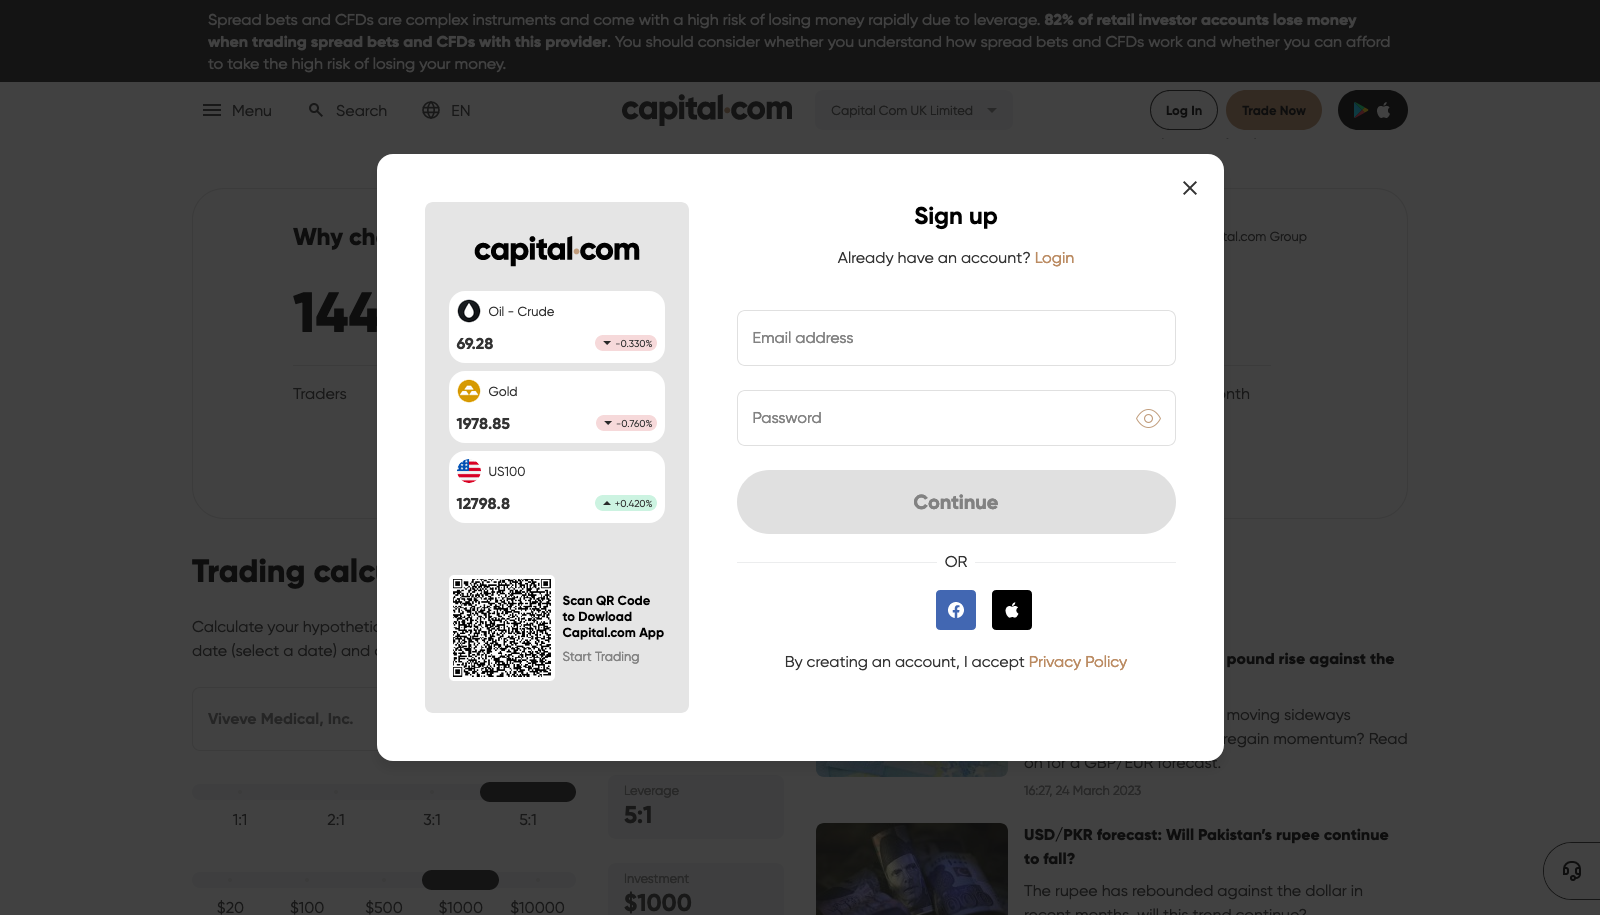 Spread bets and CFDs are complex instruments and come with a high risk of losing money rapidly due to leverage. 82% of retail investor accounts lose money
when trading spread bets and CFDs with this provider. You should consider whether you understand how spread bets and CFDs work and whether you can afford
to take the high risk of losing your money.
Menu
Search
EN
capital.com
Capital Com UK Limited
Log In
Trade Now
Why ch
tal.com Group
144
Traders
nth
Sign up
Already have an account? Login
Email address
Password
Continue
OR
By creating an account, I accept Privacy Policy
capital.com
Oil - Crude
69.28
-0.330%
Gold
1978.85
-0.760%
US100
12798.8
+0.420%
Scan QR Code
to Dowload
Capital.com App
Start Trading
Trading calc
Calculate your hypothetic
date (select a date) and
Viveve Medical, Inc.
1:1
2:1
3:1
5:1
$20
$100
$500
$1000
$10000
Leverage
5:1
Investment
$1000
pound rise against the
moving sideways
regain momentum? Read
on for a GBP/EUR forecast.
16:27, 24 March 2023
USD/PKR forecast: Will Pakistan's rupee continue
to fall?
The rupee has rebounded against the dollar in
recent months, will this trend continue?